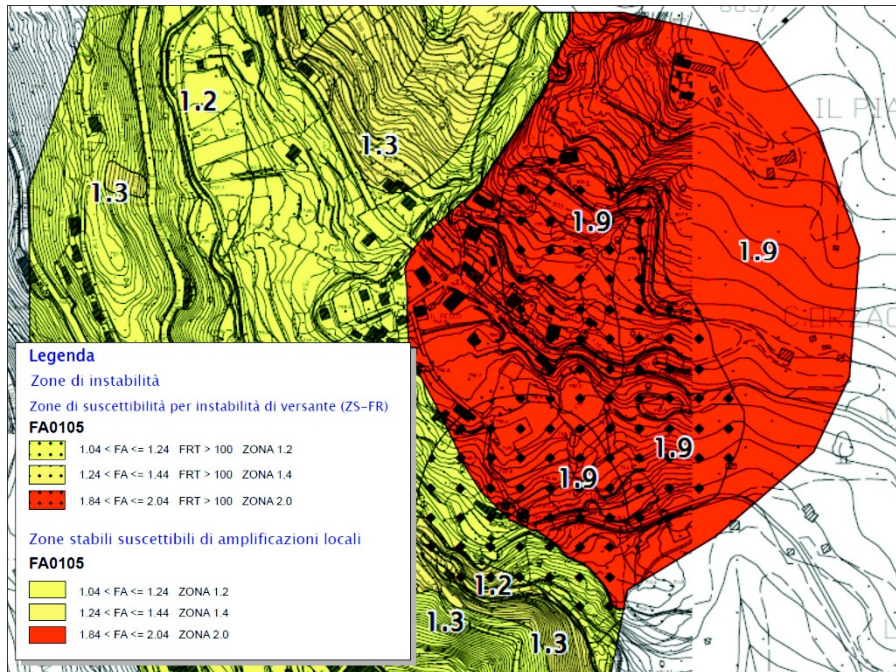 IL PI
1.2
1.3
1.3
1.9
1.9
C.ORZAC
Legenda
Zone di instabilità
Zone di suscettibilità per instabilità di versante (ZS-FR)
FA0105
1.04 < FA <= 1.24 FRT > 100 ZONA 1.2
1.24 < FA <= 1.44 FRT > 100 ZONA 1.4
1.84 < FA <= 2.04 FRT > 100 ZONA 2.0
Zone stabili suscettibili di amplificazioni locali
FA0105
1.04 < FA <= 1.24 ZONA 1.2
1.24 < FA <= 1.44 ZONA 1.4
1.84 < FA <= 2.04 ZONA 2.0
1.9
1.9
1.2
1.3
1.3